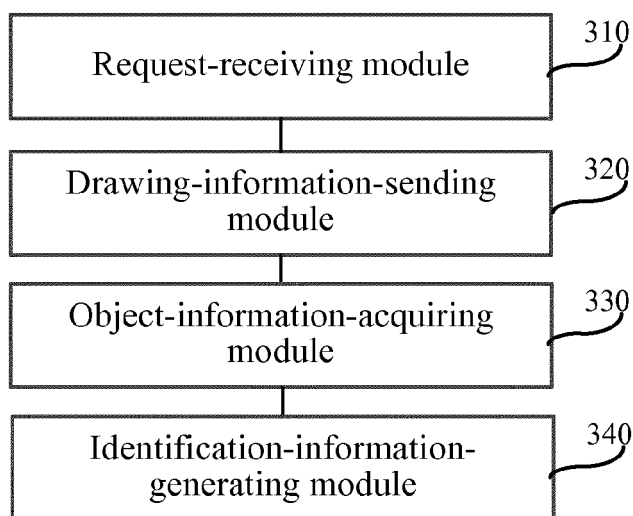 310
Request-receiving module
320
Drawing-information-sending
module
330
Object-information-acquiring
module
340
Identification-information-
generating module